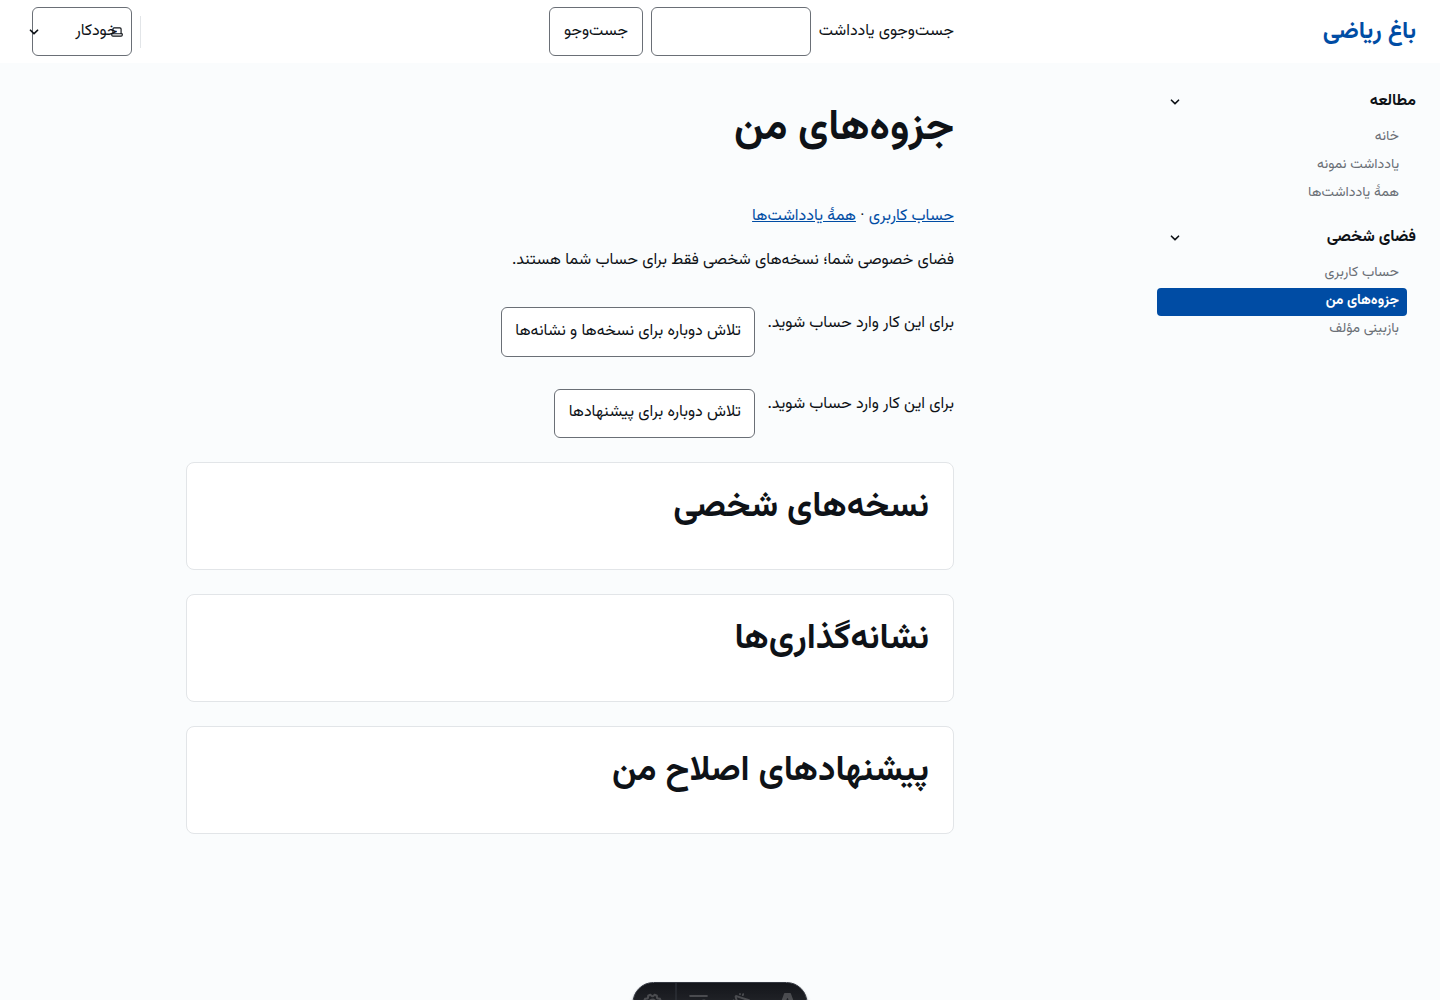 باغ ریاضی
جست‌وجوی یادداشت
جست‌وجو
خودکار
مطالعه
خانه
یادداشت نمونه
همهٔ یادداشت‌ها
فضای شخصی
حساب کاربری
جزوه‌های من
بازبینی مؤلف
جزوه‌های من
حساب کاربری · همهٔ یادداشت‌ها
فضای خصوصی شما؛ نسخه‌های شخصی فقط برای حساب شما هستند.
برای این کار وارد حساب شوید. تلاش دوباره برای نسخه‌ها و نشانه‌ها
برای این کار وارد حساب شوید. تلاش دوباره برای پیشنهادها
نسخه‌های شخصی
نشانه‌گذاری‌ها
پیشنهادهای اصلاح من